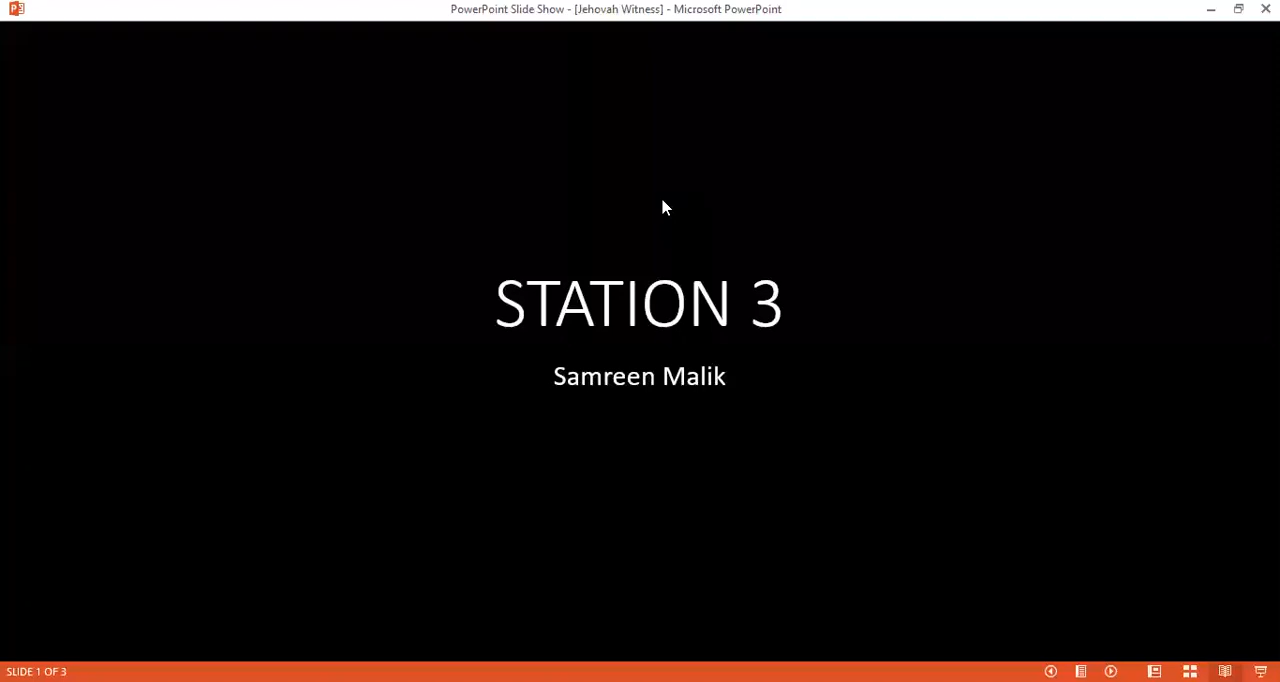 PowerPoint Slide Show - [Jehovah Witness] - Microsoft PowerPoint
STATION 3
Samreen Malik
SLIDE 1 OF 3